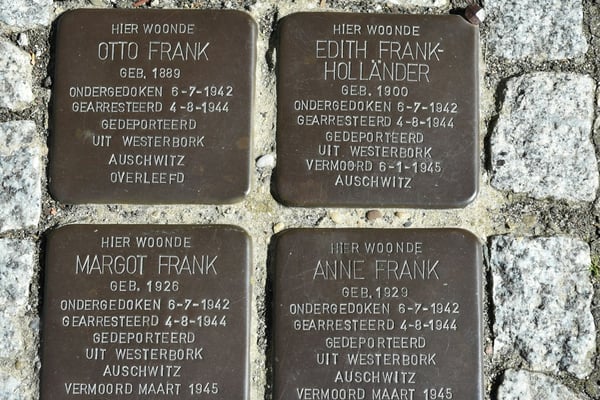 HIER WOONDE
OTTO FRANK
GEB. 1889
ONDERGEDOKEN 6-7-1942
GEARRESTEERD 4-8-1944
GEDEPORTEERD
UIT WESTERBORK
AUSCHWITZ
OVERLEEFD
HIER WOONDE
EDITH FRANK-
HOLLÄNDER
GEB. 1900
ONDERGEDOKEN 6-7-1942
GEARRESTEERD 4-8-1944
GEDEPORTEERD
UIT WESTERBORK
VERMOORD 6-1-1945
AUSCHWITZ
HIER WOONDE
MARGOT FRANK
GEB. 1926
ONDERGEDOKEN 6-7-1942
GEARRESTEERD 4-8-1944
GEDEPORTEERD
UIT WESTERBORK
AUSCHWITZ
VERMOORD MAART 1945
HIER WOONDE
ANNE FRANK
GEB. 1929
ONDERGEDOKEN 6-7-1942
GEARRESTEERD 4-8-1944
GEDEPORTEERD
UIT WESTERBORK
AUSCHWITZ
VERMOORD MAART 1945